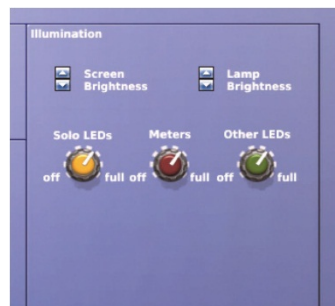 Illumination
Screen
Brightness
Lamp
Brightness
Solo LEDs
Meters
Other LEDs
off
full
off
full
off
full